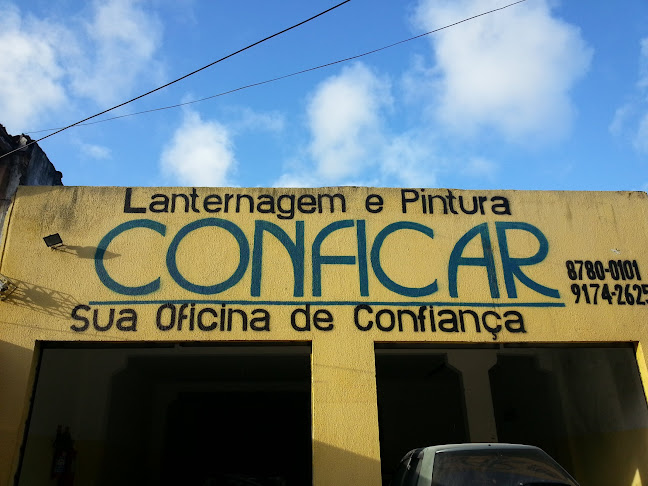 Lanternagem e Pintura
CONFICAR
8780-0101
9174-2625
Sua Oficina de Confiança